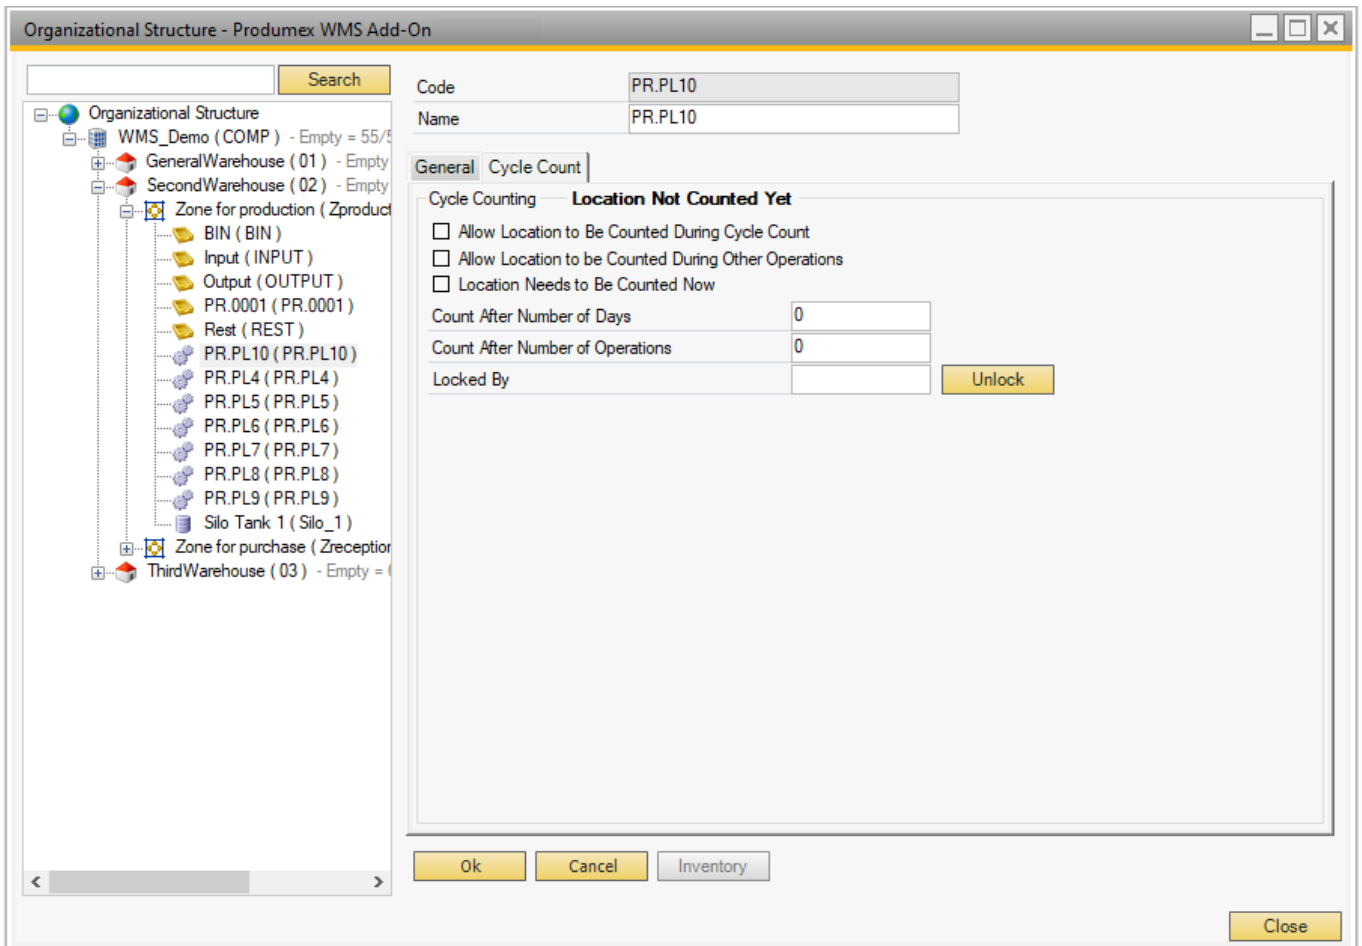 Organizational Structure - Produmex WMS Add-On
Search
Organizational Structure
WMS_Demo ( COMP ) - Empty = 55/5
GeneralWarehouse ( 01 ) - Empty
SecondWarehouse ( 02 ) - Empty
Zone for production ( Zproduct
BIN ( BIN )
Input ( INPUT )
Output ( OUTPUT )
PR.0001 ( PR.0001 )
Rest ( REST )
PR.PL10 ( PR.PL10 )
PR.PL4 ( PR.PL4 )
PR.PL5 ( PR.PL5 )
PR.PL6 ( PR.PL6 )
PR.PL7 ( PR.PL7 )
PR.PL8 ( PR.PL8 )
PR.PL9 ( PR.PL9 )
Silo Tank 1 ( Silo_1 )
Zone for purchase ( Zreception
ThirdWarehouse ( 03 ) - Empty =
Code PR.PL10
Name PR.PL10
General Cycle Count
Cycle Counting Location Not Counted Yet
Allow Location to Be Counted During Cycle Count
Allow Location to be Counted During Other Operations
Location Needs to Be Counted Now
Count After Number of Days 0
Count After Number of Operations 0
Locked By Unlock
Ok Cancel Inventory
Close